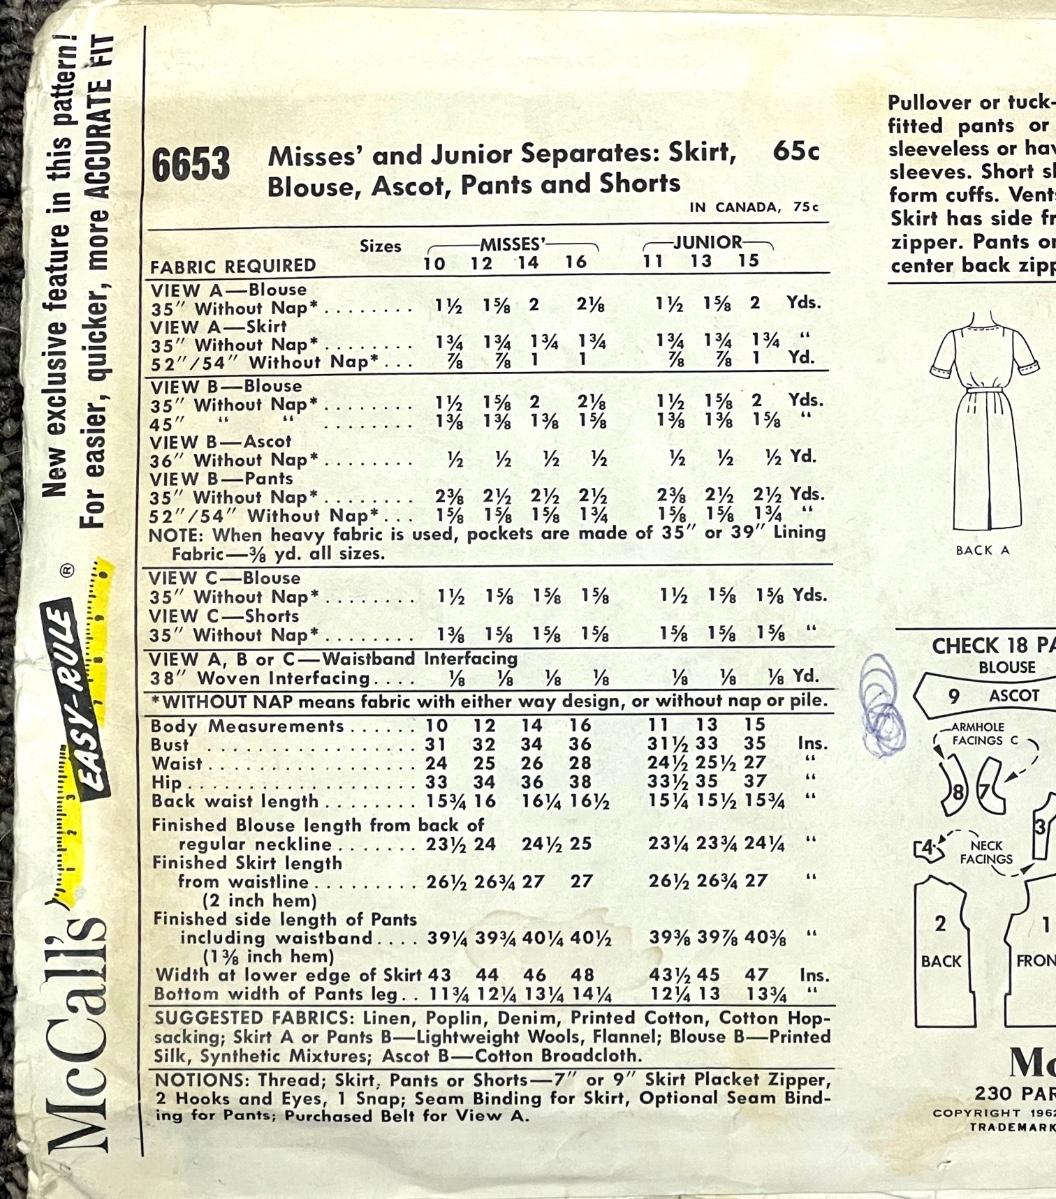 New exclusive feature in this pattern!
For easier, quicker, more ACCURATE FIT
EASY-RULE ®
McCall's
6653 Misses' and Junior Separates: Skirt, 65c
Blouse, Ascot, Pants and Shorts
IN CANADA, 75c
Sizes MISSES' JUNIOR
FABRIC REQUIRED 10 12 14 16 11 13 15
VIEW A—Blouse
35" Without Nap*........ 1½ 1⅝ 2 2⅛ 1½ 1⅝ 2 Yds.
VIEW A—Skirt
35" Without Nap*........ 1¾ 1¾ 1¾ 1¾ 1¾ 1¾ 1¾ "
52"/54" Without Nap*... ⅞ ⅞ 1 1 ⅞ ⅞ 1 Yd.
VIEW B—Blouse
35" Without Nap*........ 1½ 1⅝ 2 2⅛ 1½ 1⅝ 2 Yds.
45" " " ........ 1⅜ 1⅜ 1⅜ 1⅝ 1⅜ 1⅜ 1⅝ "
VIEW B—Ascot
36" Without Nap*........ ½ ½ ½ ½ ½ ½ ½ Yd.
VIEW B—Pants
35" Without Nap*........ 2⅜ 2½ 2½ 2½ 2⅜ 2½ 2½ Yds.
52"/54" Without Nap*... 1⅝ 1⅝ 1⅝ 1¾ 1⅝ 1⅝ 1¾ "
NOTE: When heavy fabric is used, pockets are made of 35" or 39" Lining
Fabric—⅜ yd. all sizes.
VIEW C—Blouse
35" Without Nap*........ 1½ 1⅝ 1⅝ 1⅝ 1½ 1⅝ 1⅝ Yds.
VIEW C—Shorts
35" Without Nap*........ 1⅜ 1⅝ 1⅝ 1⅝ 1⅝ 1⅝ 1⅝ "
VIEW A, B or C—Waistband Interfacing
38" Woven Interfacing.... ⅛ ⅛ ⅛ ⅛ ⅛ ⅛ ⅛ Yd.
*WITHOUT NAP means fabric with either way design, or without nap or pile.
Body Measurements ...... 10 12 14 16 11 13 15
Bust .................. 31 32 34 36 31½ 33 35 Ins.
Waist .................. 24 25 26 28 24½ 25½ 27 "
Hip .................. 33 34 36 38 33½ 35 37 "
Back waist length ........ 15¾ 16 16¼ 16½ 15¼ 15½ 15¾ "
Finished Blouse length from back of
regular neckline ....... 23½ 24 24½ 25 23¼ 23¾ 24¼ "
Finished Skirt length
from waistline ......... 26½ 26¾ 27 27 26½ 26¾ 27 "
(2 inch hem)
Finished side length of Pants
including waistband.... 39¼ 39¾ 40¼ 40½ 39⅜ 39⅞ 40⅜ "
(1⅜ inch hem)
Width at lower edge of Skirt 43 44 46 48 43½ 45 47 Ins.
Bottom width of Pants leg.. 11¾ 12¼ 13¼ 14¼ 12¼ 13 13¾ "
SUGGESTED FABRICS: Linen, Poplin, Denim, Printed Cotton, Cotton Hop-
sacking; Skirt A or Pants B—Lightweight Wools, Flannel; Blouse B—Printed
Silk, Synthetic Mixtures; Ascot B—Cotton Broadcloth.
NOTIONS: Thread; Skirt, Pants or Shorts—7" or 9" Skirt Placket Zipper,
2 Hooks and Eyes, 1 Snap; Seam Binding for Skirt, Optional Seam Bind-
ing for Pants; Purchased Belt for View A.
Pullover or tuck-
fitted pants or
sleeveless or hav
sleeves. Short sl
form cuffs. Vent
Skirt has side fr
zipper. Pants or
center back zipp
BACK A
CHECK 18 PA
BLOUSE
9 ASCOT
ARMHOLE
FACINGS C
8 7
3
4 NECK
FACINGS
2 1
BACK FRON
Mc
230 PAR
COPYRIGHT 1962
TRADEMARK